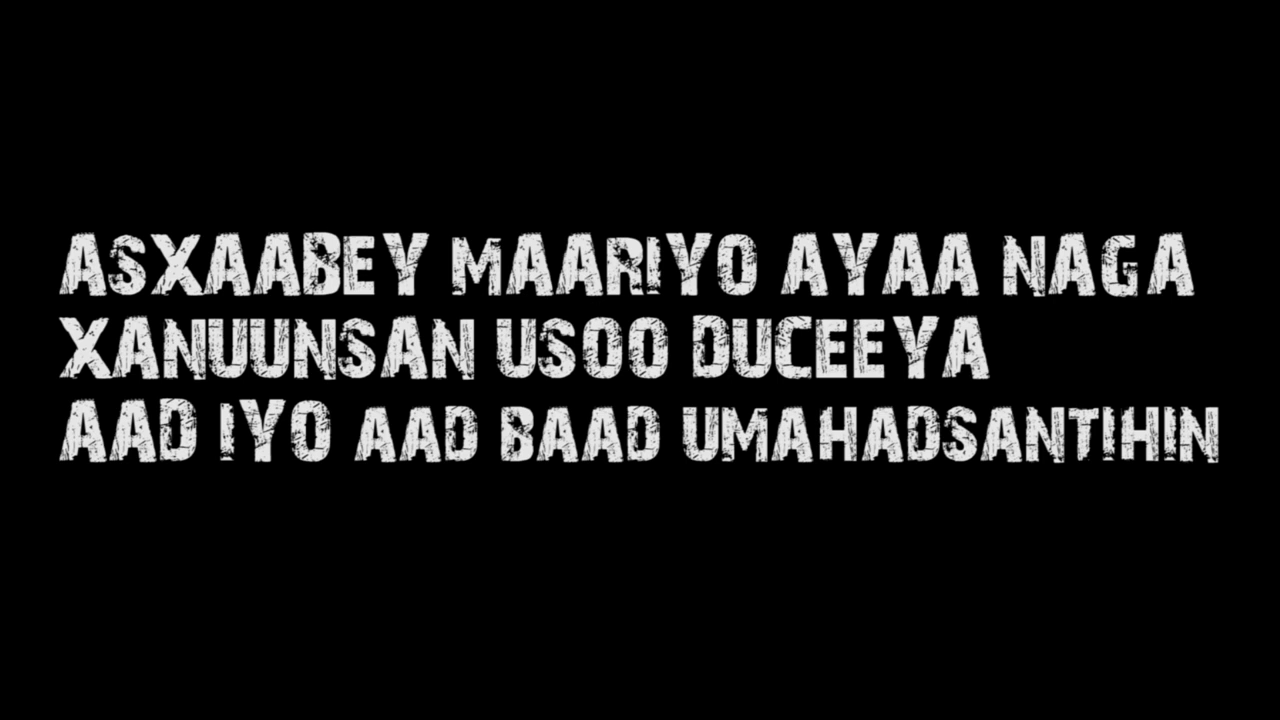 ASXAABEY MAARIYO AYAA NAGA
XANUUNSAN USOO DUCEEYA
AAD IYO AAD BAAD UMAHADSANTIHIN